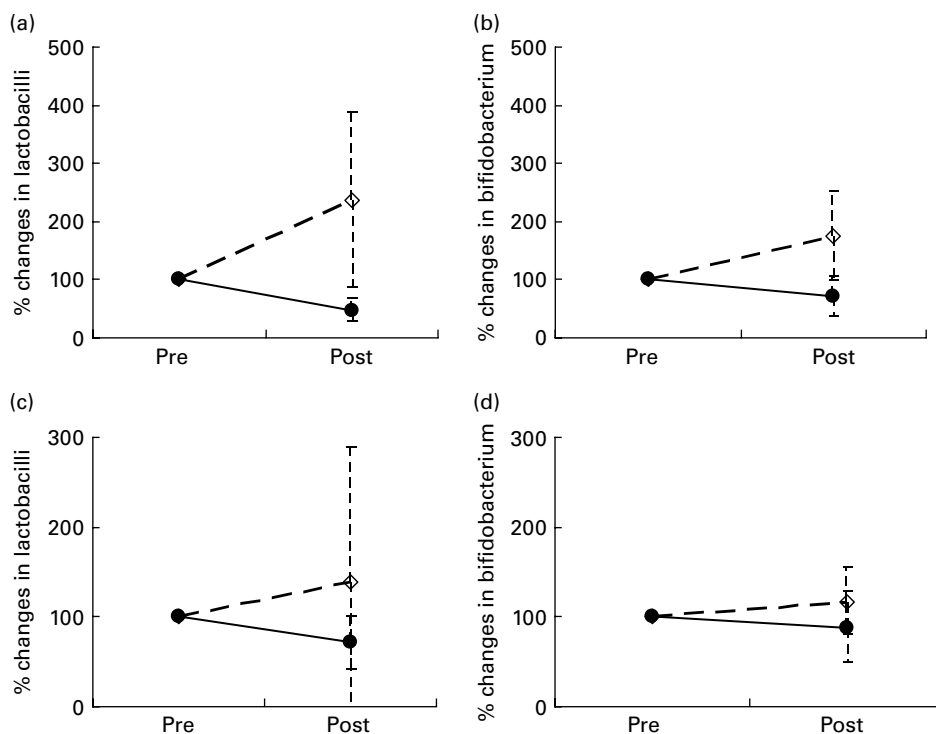 (a)
500
400
300
200
100
0
% changes in lactobacilli
Pre
Post
(b)
500
400
300
200
100
0
% changes in bifidobacterium
Pre
Post
(c)
300
200
100
0
% changes in lactobacilli
Pre
Post
(d)
300
200
100
0
% changes in bifidobacterium
Pre
Post